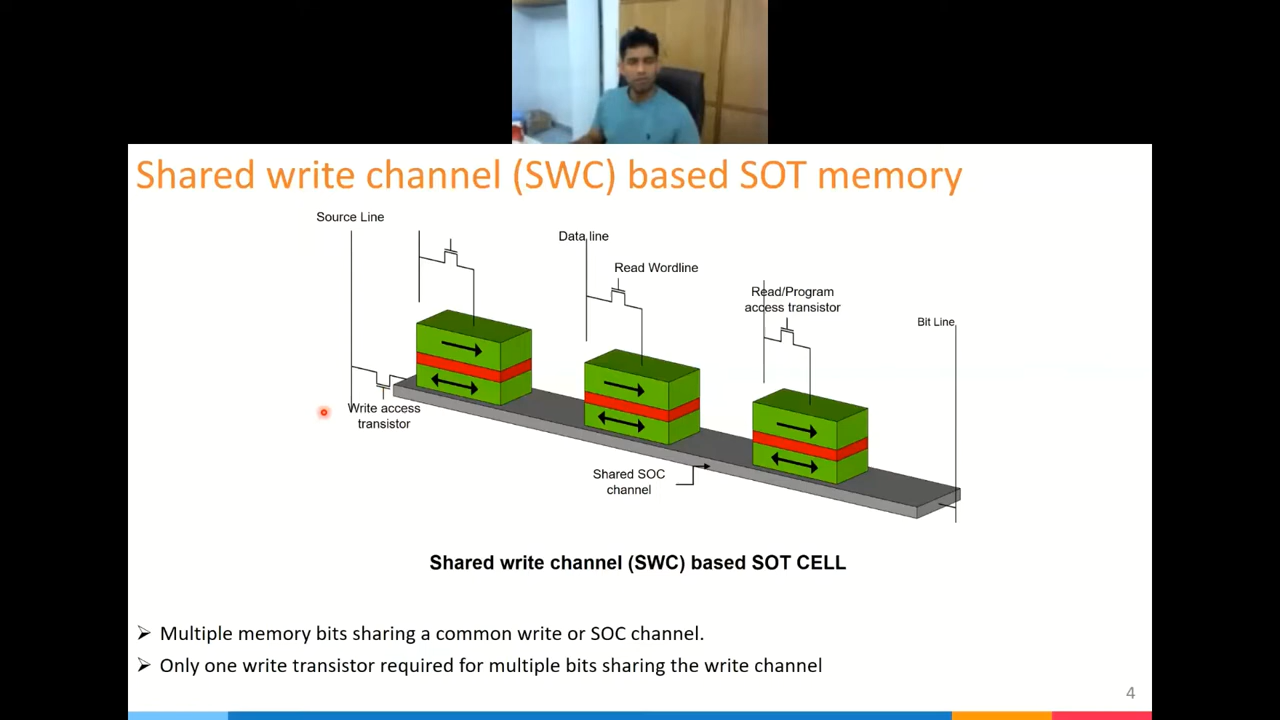 Shared write channel (SWC) based SOT memory
Source Line
Data line
Read Wordline
Read/Program
access transistor
Bit Line
Write access
transistor
Shared SOC
channel
Shared write channel (SWC) based SOT CELL
Multiple memory bits sharing a common write or SOC channel.
Only one write transistor required for multiple bits sharing the write channel
4